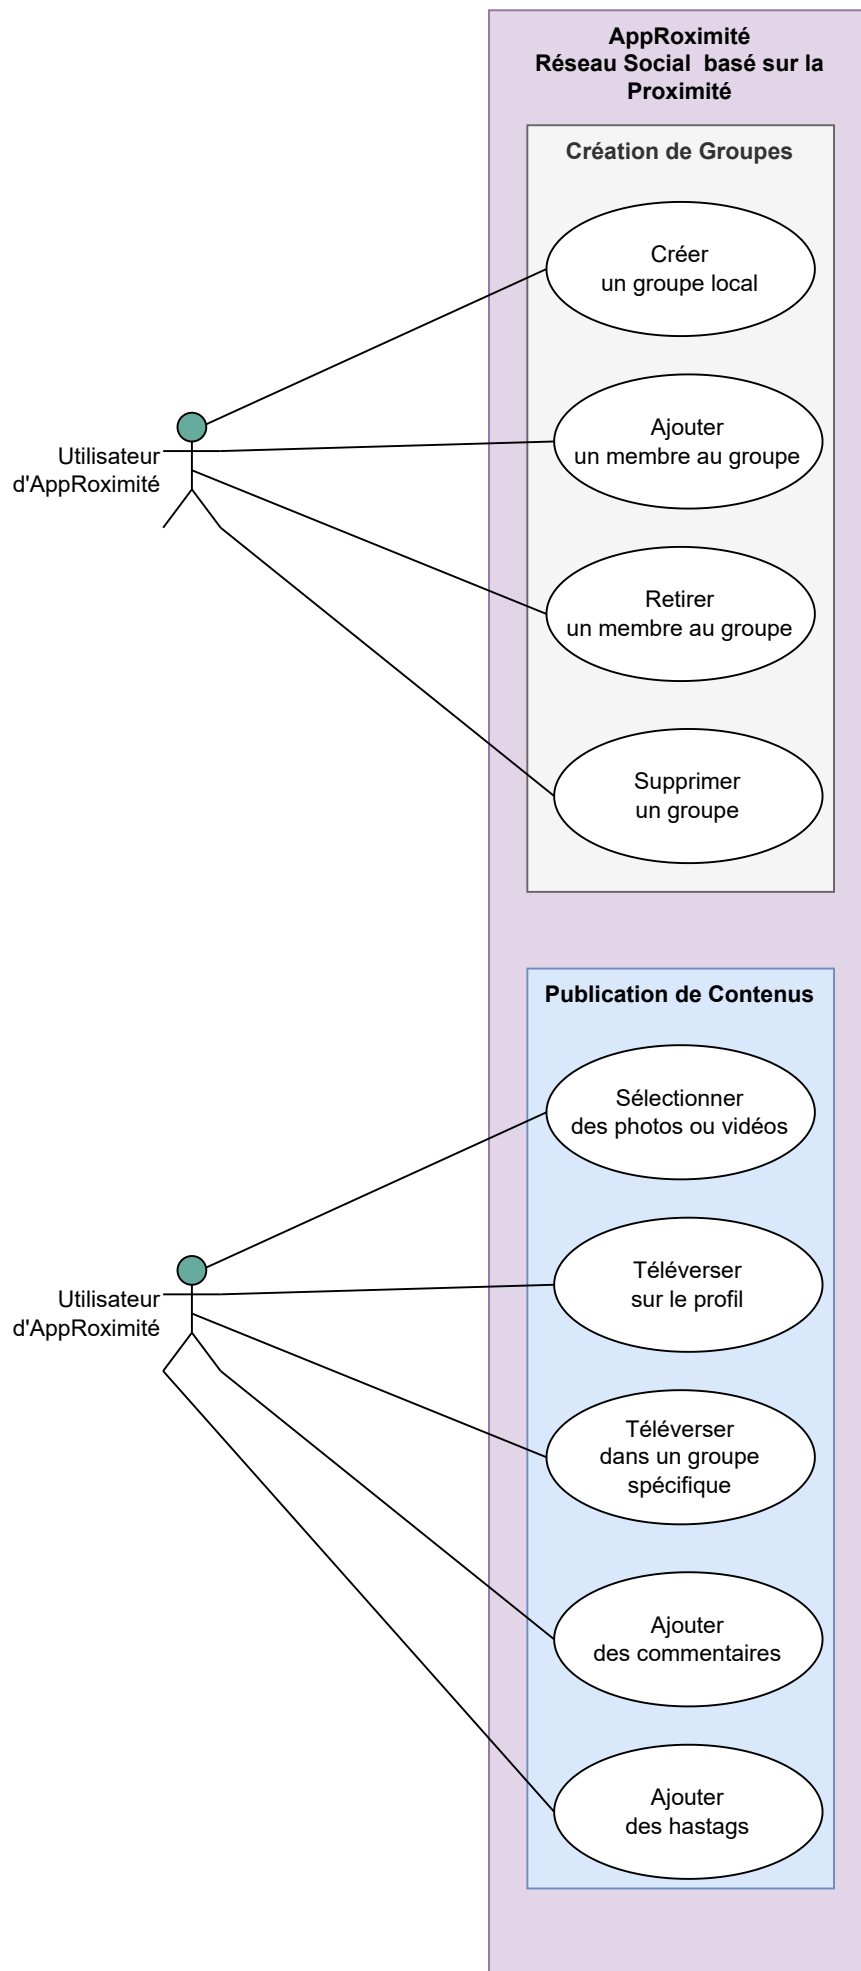 AppRoximité
Réseau Social  basé sur la
Proximité
Création de Groupes
Créer
un groupe local
Ajouter
un membre au groupe
Utilisateur
d'AppRoximité
Retirer
un membre au groupe
Supprimer
un groupe
Publication de Contenus
Sélectionner
des photos ou vidéos
Téléverser
sur le profil
Utilisateur
d'AppRoximité
Téléverser
dans un groupe
spécifique
Ajouter
des commentaires
Ajouter
des hastags